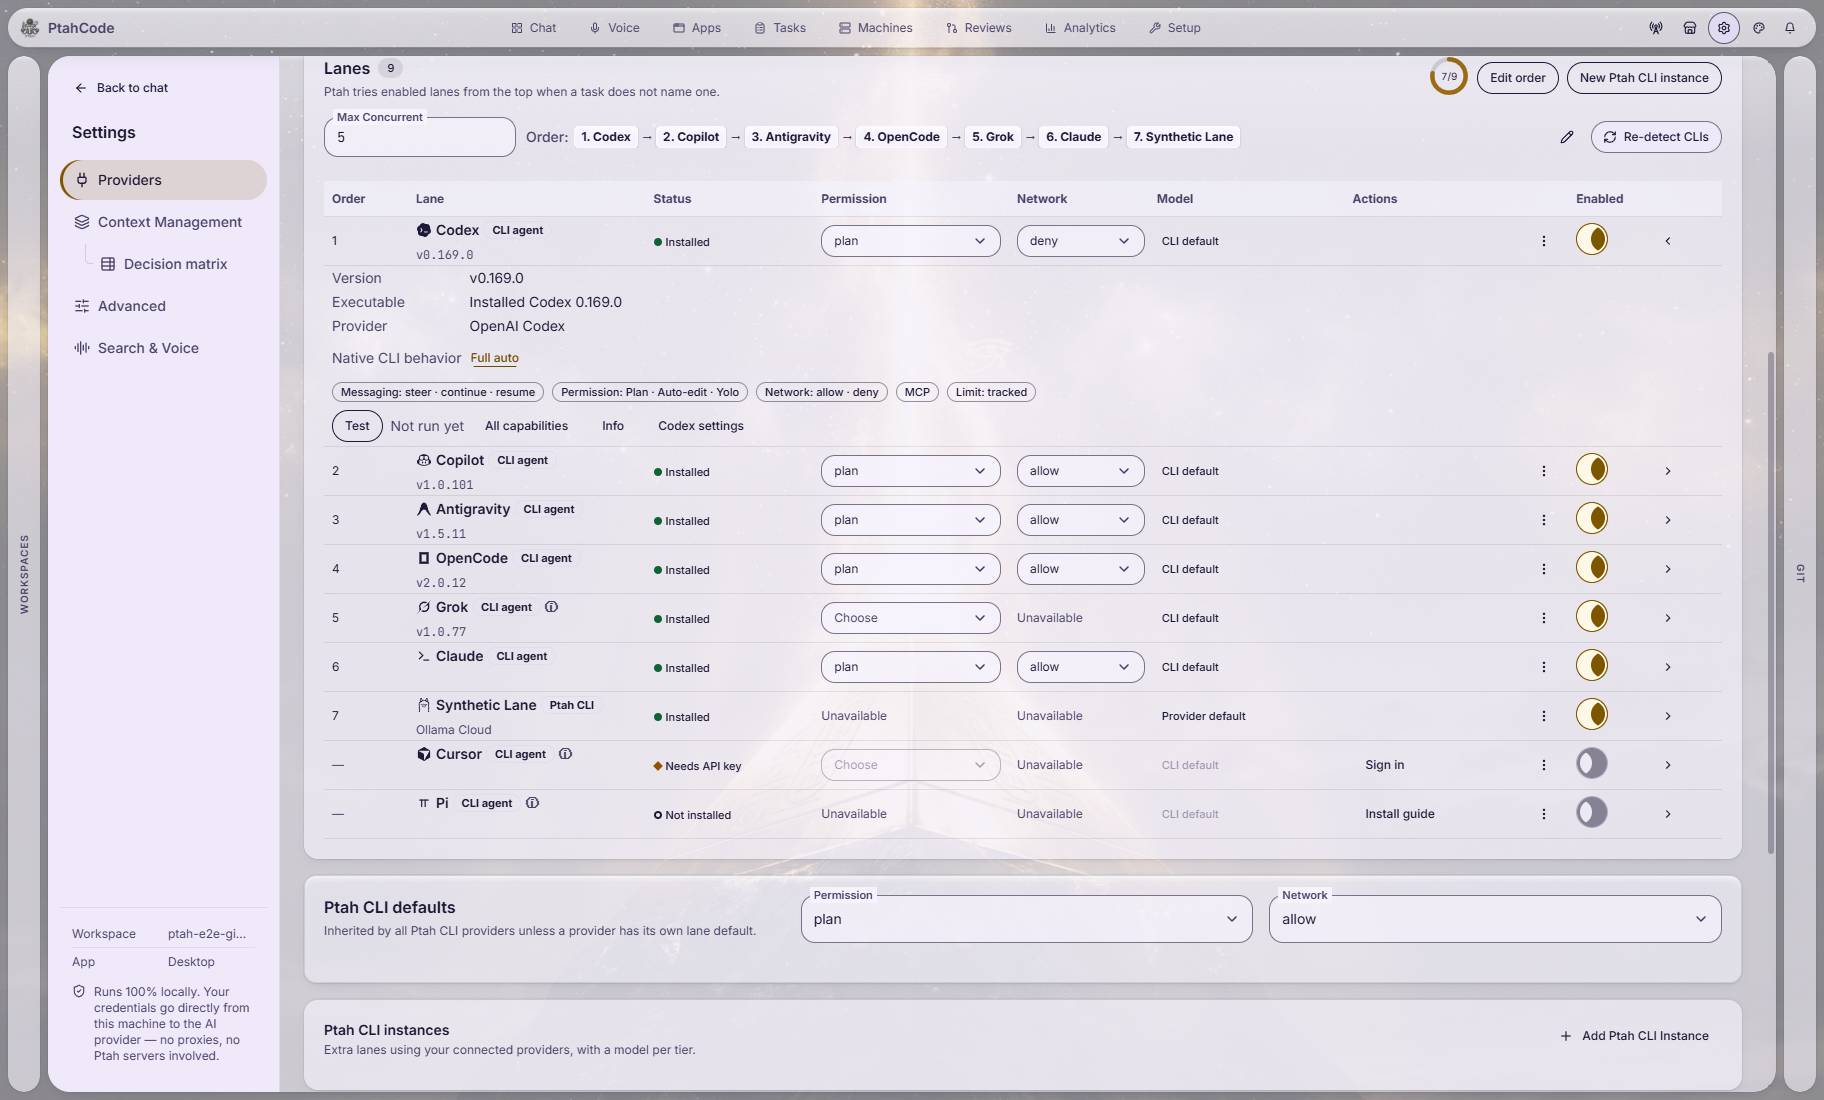 PtahCode
Chat
Voice
Apps
Tasks
Machines
Reviews
Analytics
Setup
WORKSPACES
Back to chat
Settings
Providers
Context Management
Decision matrix
Advanced
Search & Voice
Workspace ptah-e2e-gi...
App Desktop
Runs 100% locally. Your
credentials go directly from
this machine to the AI
provider — no proxies, no
Ptah servers involved.
Lanes 9
Ptah tries enabled lanes from the top when a task does not name one.
7/9
Edit order
New Ptah CLI instance
Max Concurrent
5
Order: 1. Codex → 2. Copilot → 3. Antigravity → 4. OpenCode → 5. Grok → 6. Claude → 7. Synthetic Lane
Re-detect CLIs
Order Lane Status Permission Network Model Actions Enabled
1 Codex CLI agent Installed plan deny CLI default
v0.169.0
Version v0.169.0
Executable Installed Codex 0.169.0
Provider OpenAI Codex
Native CLI behavior Full auto
Messaging: steer · continue · resume Permission: Plan · Auto-edit · Yolo Network: allow · deny MCP Limit: tracked
Test Not run yet All capabilities Info Codex settings
2 Copilot CLI agent Installed plan allow CLI default
v1.0.101
3 Antigravity CLI agent Installed plan allow CLI default
v1.5.11
4 OpenCode CLI agent Installed plan allow CLI default
v2.0.12
5 Grok CLI agent Installed Choose Unavailable CLI default
v1.0.77
6 Claude CLI agent Installed plan allow CLI default
7 Synthetic Lane Ptah CLI Installed Unavailable Unavailable Provider default
Ollama Cloud
— Cursor CLI agent Needs API key Choose Unavailable CLI default Sign in
— Pi CLI agent Not installed Unavailable Unavailable CLI default Install guide
Ptah CLI defaults
Inherited by all Ptah CLI providers unless a provider has its own lane default.
Permission
plan
Network
allow
Ptah CLI instances
Extra lanes using your connected providers, with a model per tier.
Add Ptah CLI Instance
GIT